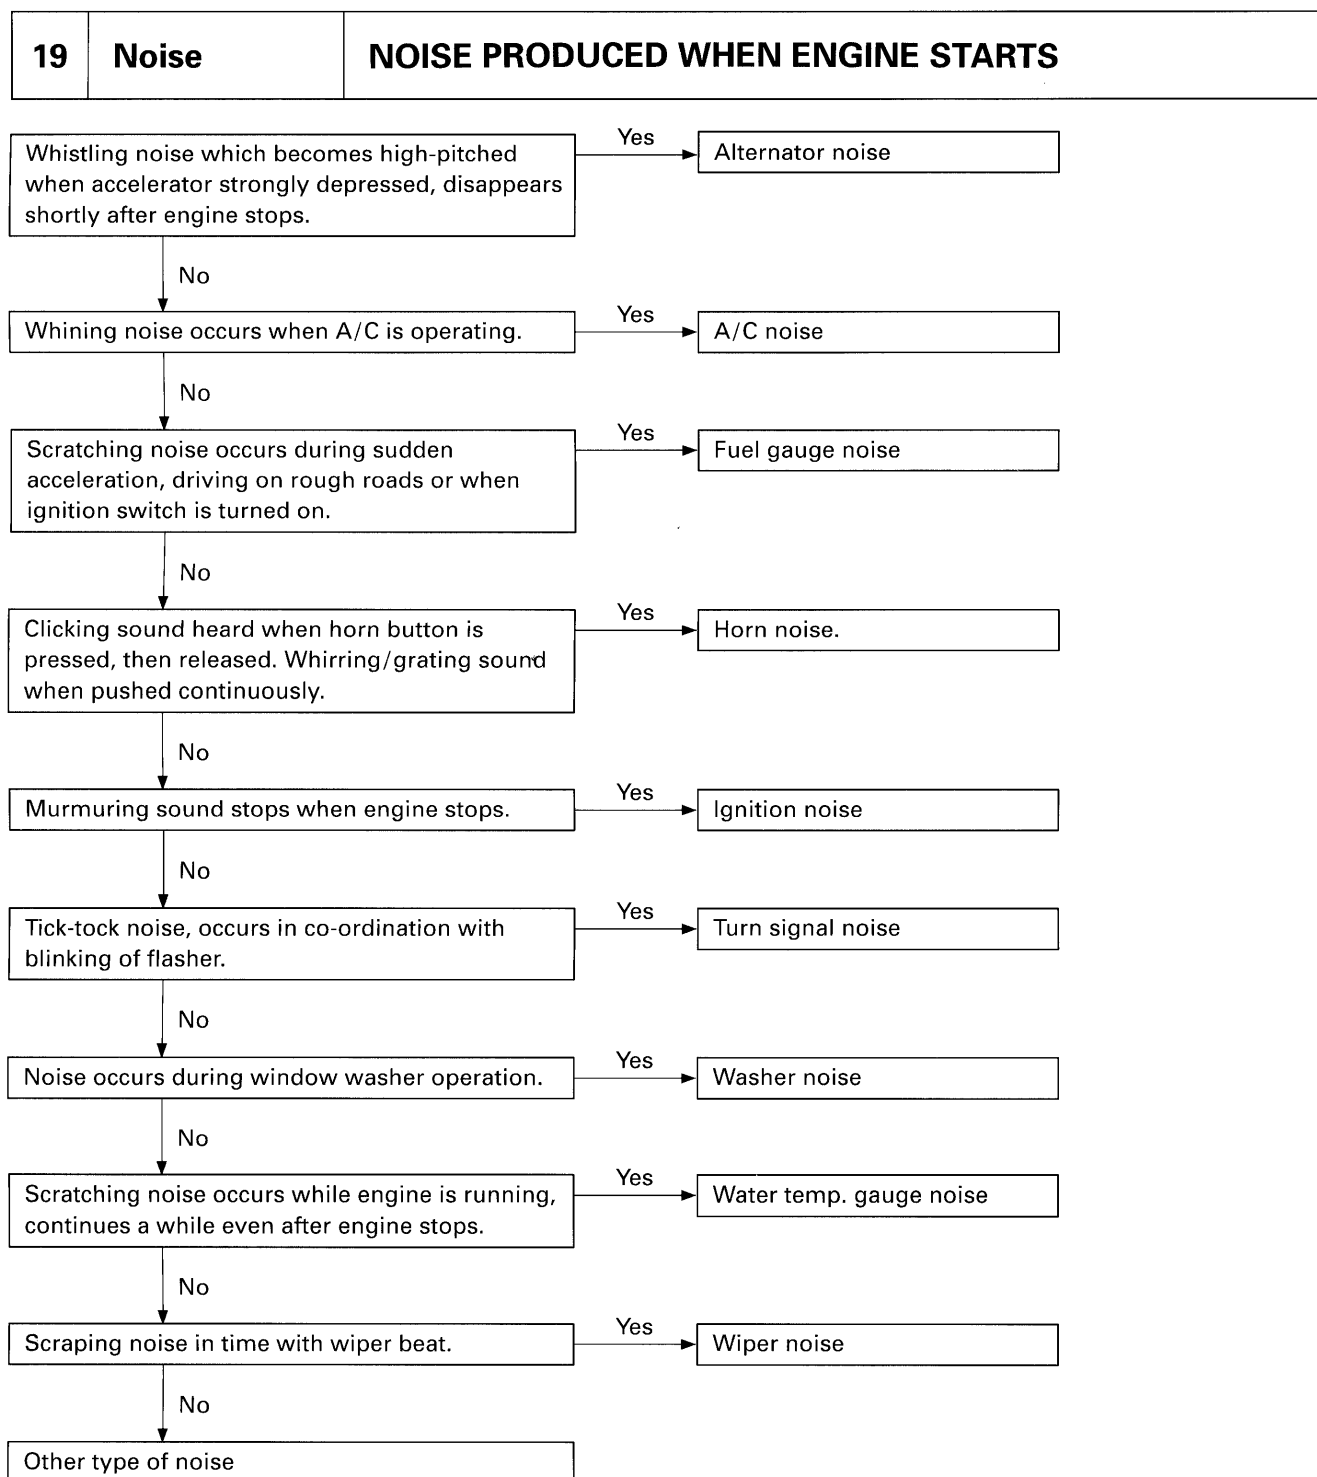 19 Noise NOISE PRODUCED WHEN ENGINE STARTS
Whistling noise which becomes high-pitched
when accelerator strongly depressed, disappears
shortly after engine stops.
Yes
Alternator noise
No
Whining noise occurs when A/C is operating.
Yes
A/C noise
No
Scratching noise occurs during sudden
acceleration, driving on rough roads or when
ignition switch is turned on.
Yes
Fuel gauge noise
No
Clicking sound heard when horn button is
pressed, then released. Whirring/grating sound
when pushed continuously.
Yes
Horn noise.
No
Murmuring sound stops when engine stops.
Yes
Ignition noise
No
Tick-tock noise, occurs in co-ordination with
blinking of flasher.
Yes
Turn signal noise
No
Noise occurs during window washer operation.
Yes
Washer noise
No
Scratching noise occurs while engine is running,
continues a while even after engine stops.
Yes
Water temp. gauge noise
No
Scraping noise in time with wiper beat.
Yes
Wiper noise
No
Other type of noise